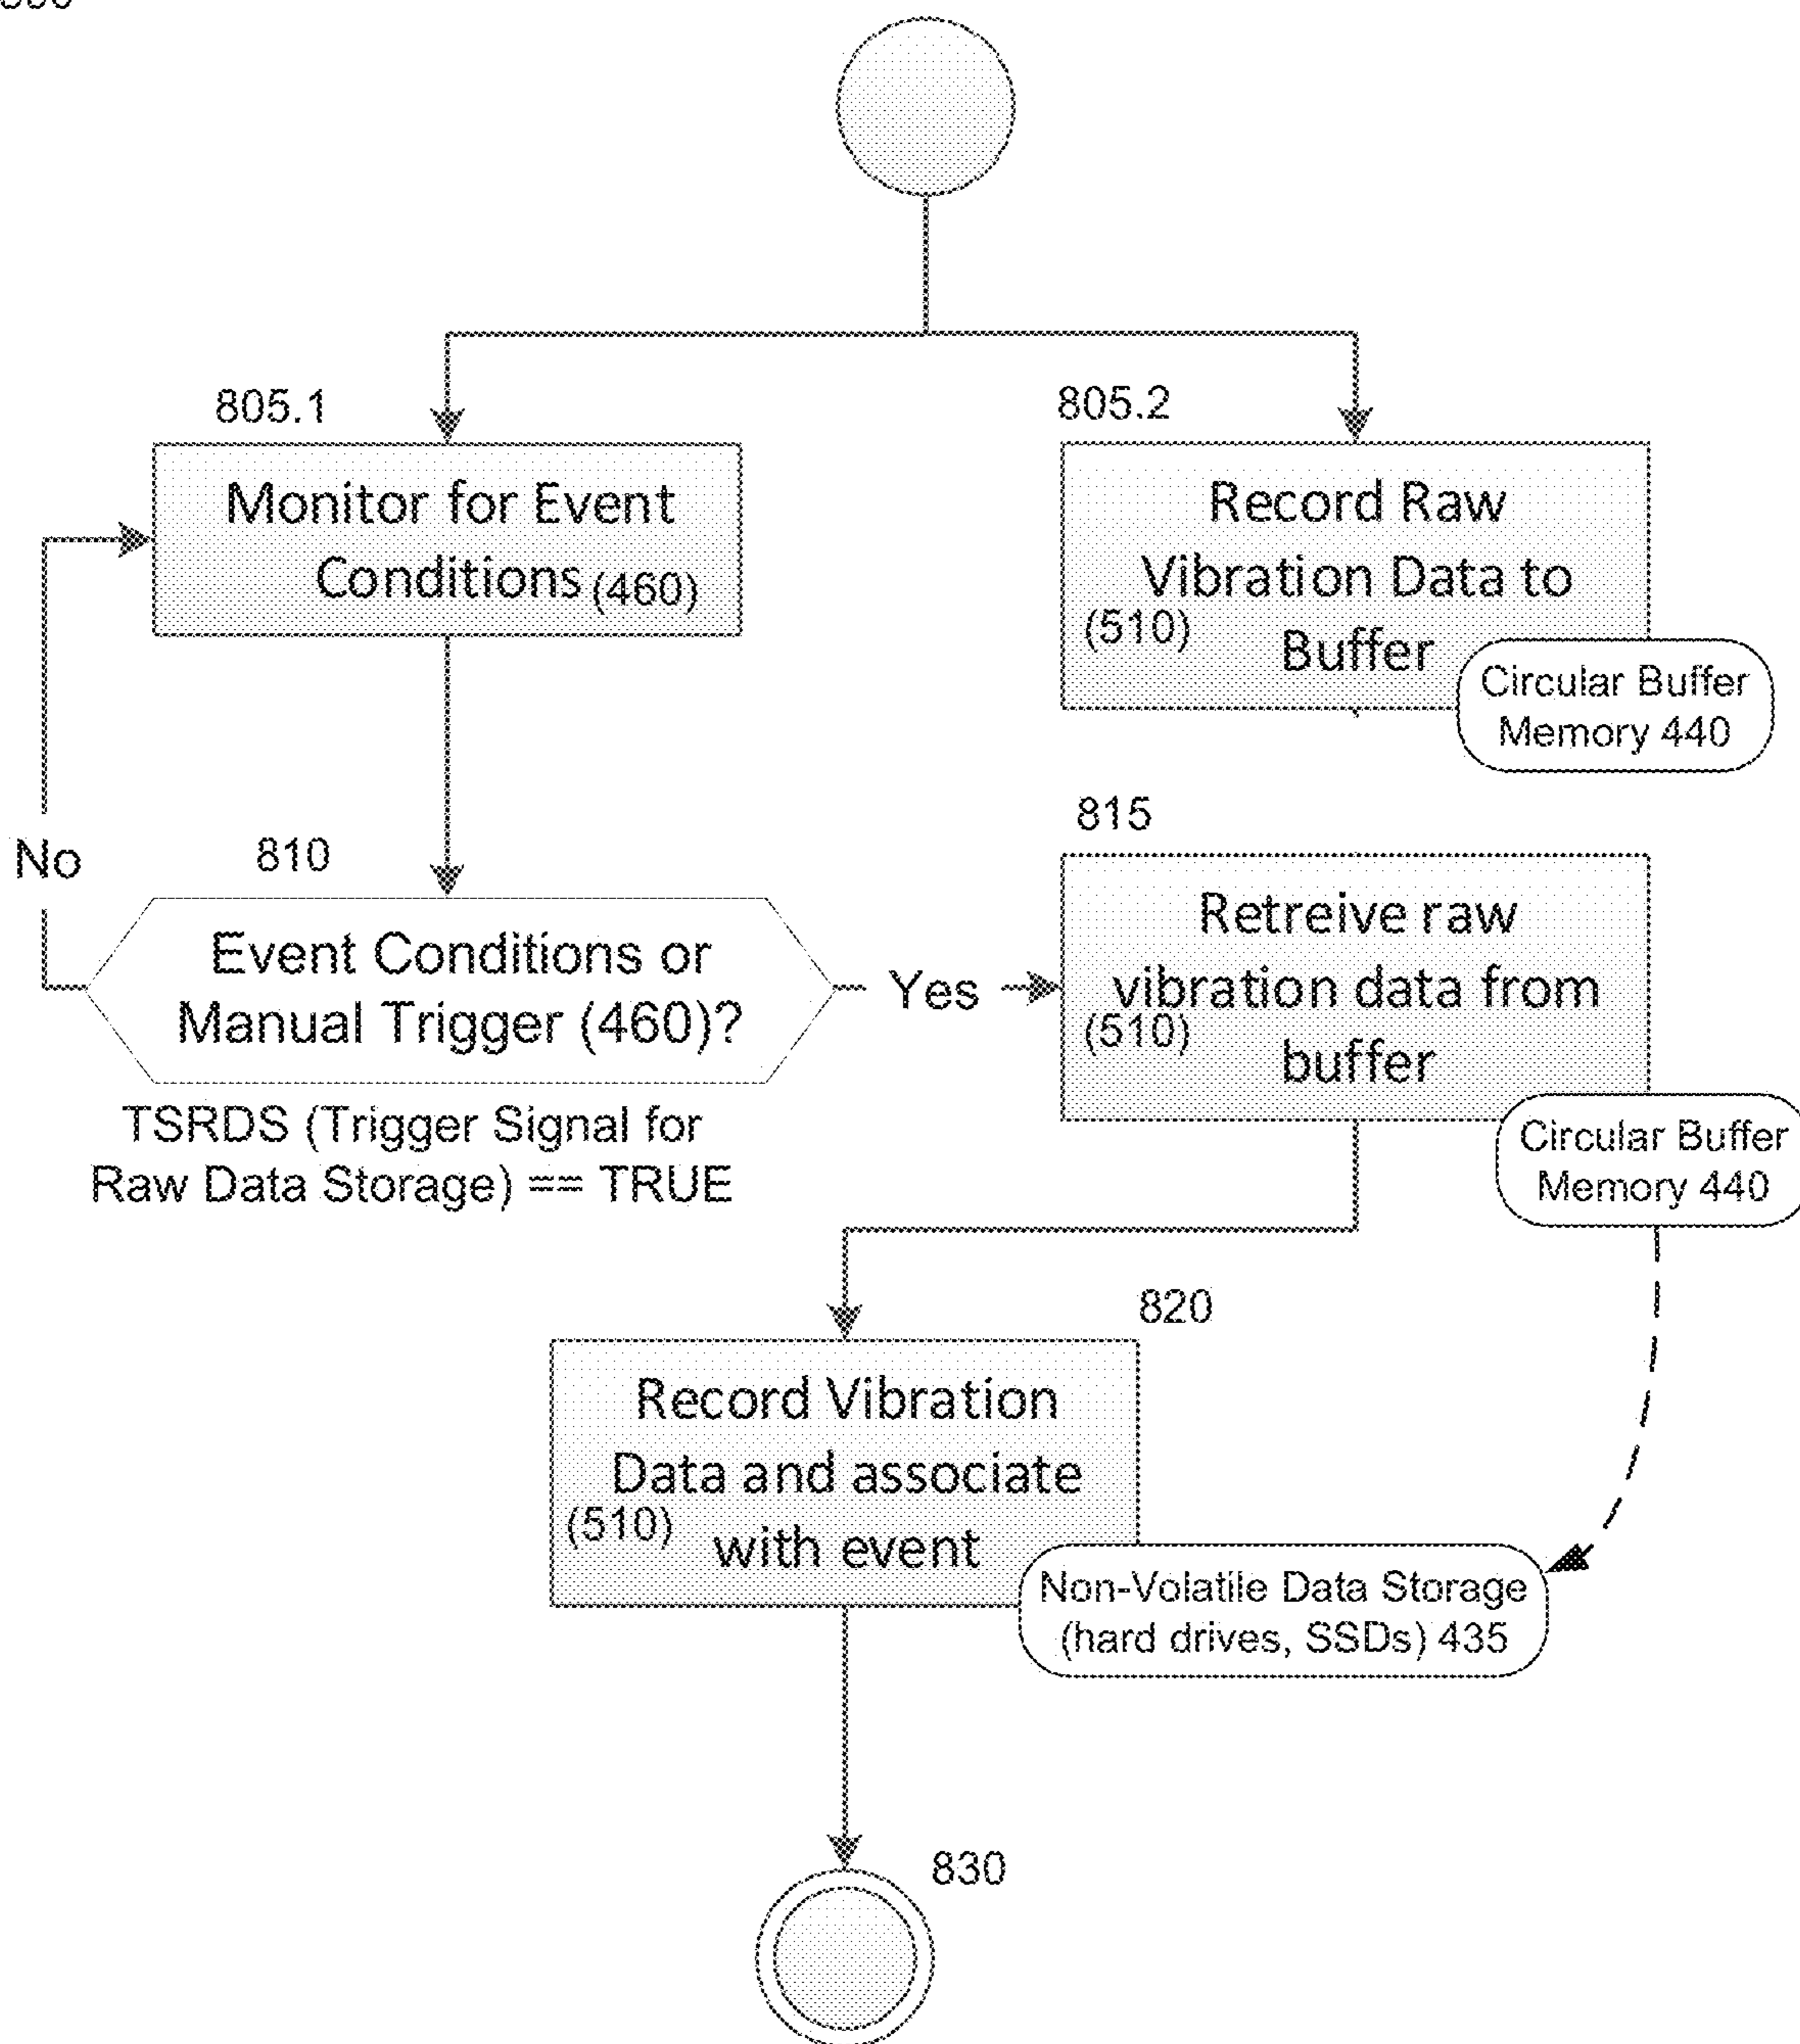 805.1
Monitor for Event
Conditions (460)
805.2
Record Raw
Vibration Data to
(510)
Buffer
Circular Buffer
Memory 440
No
810
Event Conditions or
Manual Trigger (460)?
Yes
TSRDS (Trigger Signal for
Raw Data Storage) == TRUE
815
Retreive raw
vibration data from
(510)
buffer
Circular Buffer
Memory 440
820
Record Vibration
Data and associate
(510)
with event
Non-Volatile Data Storage
(hard drives, SSDs) 435
830